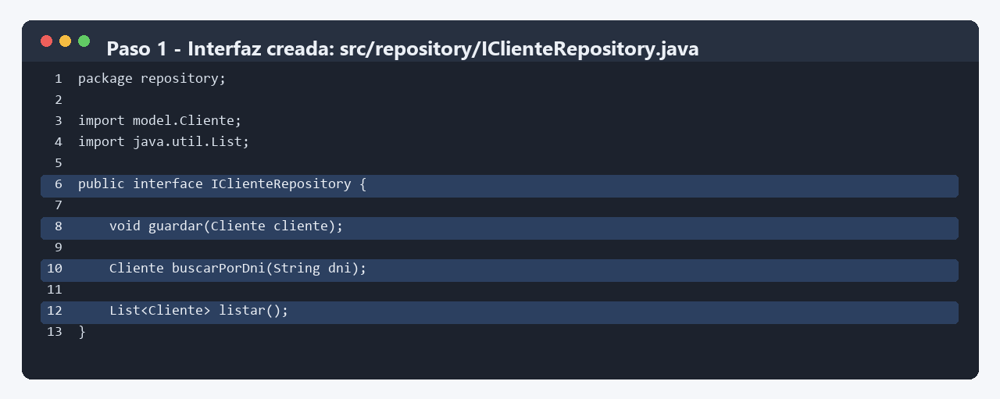 Paso 1 - Interfaz creada: src/repository/IClienteRepository.java
1 package repository;
2
3 import model.Cliente;
4 import java.util.List;
5
6 public interface IClienteRepository {
7
8     void guardar(Cliente cliente);
9
10     Cliente buscarPorDni(String dni);
11
12     List<Cliente> listar();
13 }